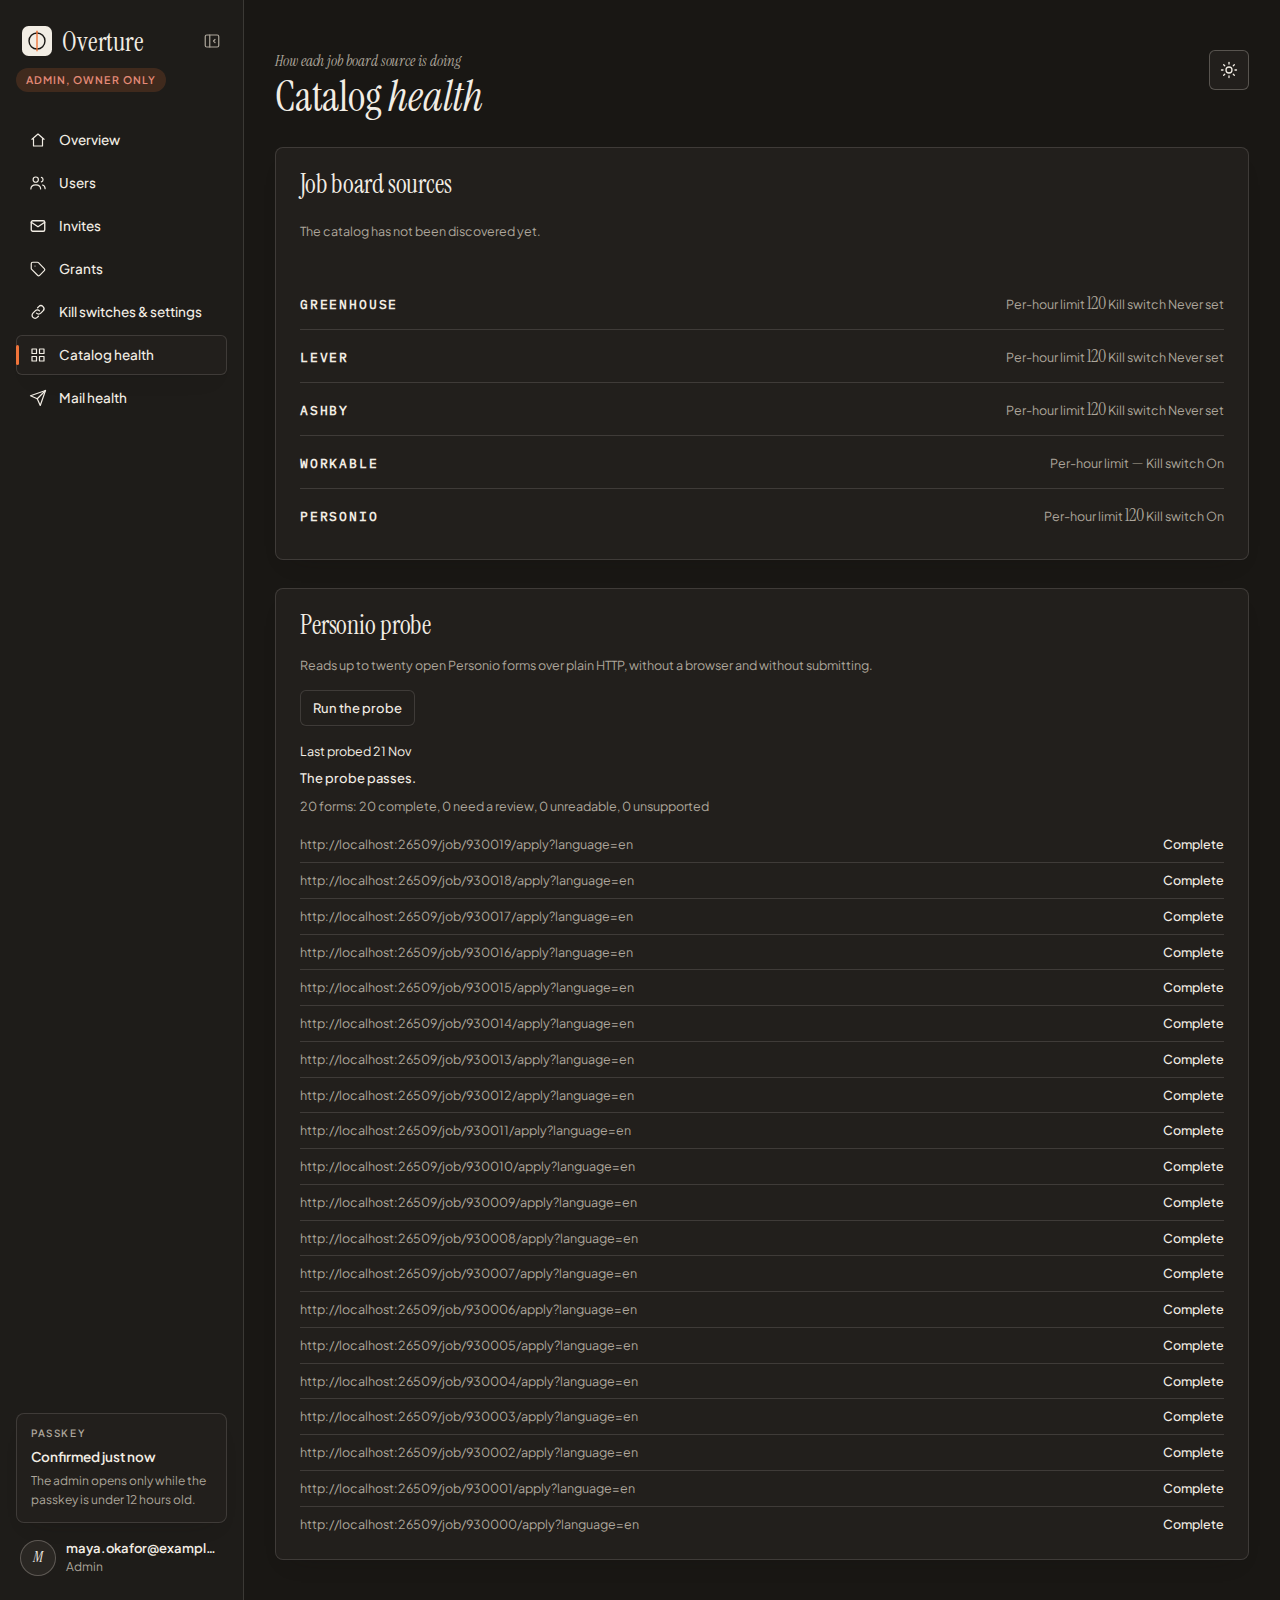 Overture
ADMIN, OWNER ONLY
Overview
Users
Invites
Grants
Kill switches & settings
Catalog health
Mail health
PASSKEY
Confirmed just now
The admin opens only while the
passkey is under 12 hours old.
M
maya.okafor@exampl…
Admin
How each job board source is doing
Catalog health
Job board sources
The catalog has not been discovered yet.
GREENHOUSE Per-hour limit 120 Kill switch Never set
LEVER Per-hour limit 120 Kill switch Never set
ASHBY Per-hour limit 120 Kill switch Never set
WORKABLE Per-hour limit — Kill switch On
PERSONIO Per-hour limit 120 Kill switch On
Personio probe
Reads up to twenty open Personio forms over plain HTTP, without a browser and without submitting.
Run the probe
Last probed 21 Nov
The probe passes.
20 forms: 20 complete, 0 need a review, 0 unreadable, 0 unsupported
http://localhost:26509/job/930019/apply?language=en Complete
http://localhost:26509/job/930018/apply?language=en Complete
http://localhost:26509/job/930017/apply?language=en Complete
http://localhost:26509/job/930016/apply?language=en Complete
http://localhost:26509/job/930015/apply?language=en Complete
http://localhost:26509/job/930014/apply?language=en Complete
http://localhost:26509/job/930013/apply?language=en Complete
http://localhost:26509/job/930012/apply?language=en Complete
http://localhost:26509/job/930011/apply?language=en Complete
http://localhost:26509/job/930010/apply?language=en Complete
http://localhost:26509/job/930009/apply?language=en Complete
http://localhost:26509/job/930008/apply?language=en Complete
http://localhost:26509/job/930007/apply?language=en Complete
http://localhost:26509/job/930006/apply?language=en Complete
http://localhost:26509/job/930005/apply?language=en Complete
http://localhost:26509/job/930004/apply?language=en Complete
http://localhost:26509/job/930003/apply?language=en Complete
http://localhost:26509/job/930002/apply?language=en Complete
http://localhost:26509/job/930001/apply?language=en Complete
http://localhost:26509/job/930000/apply?language=en Complete